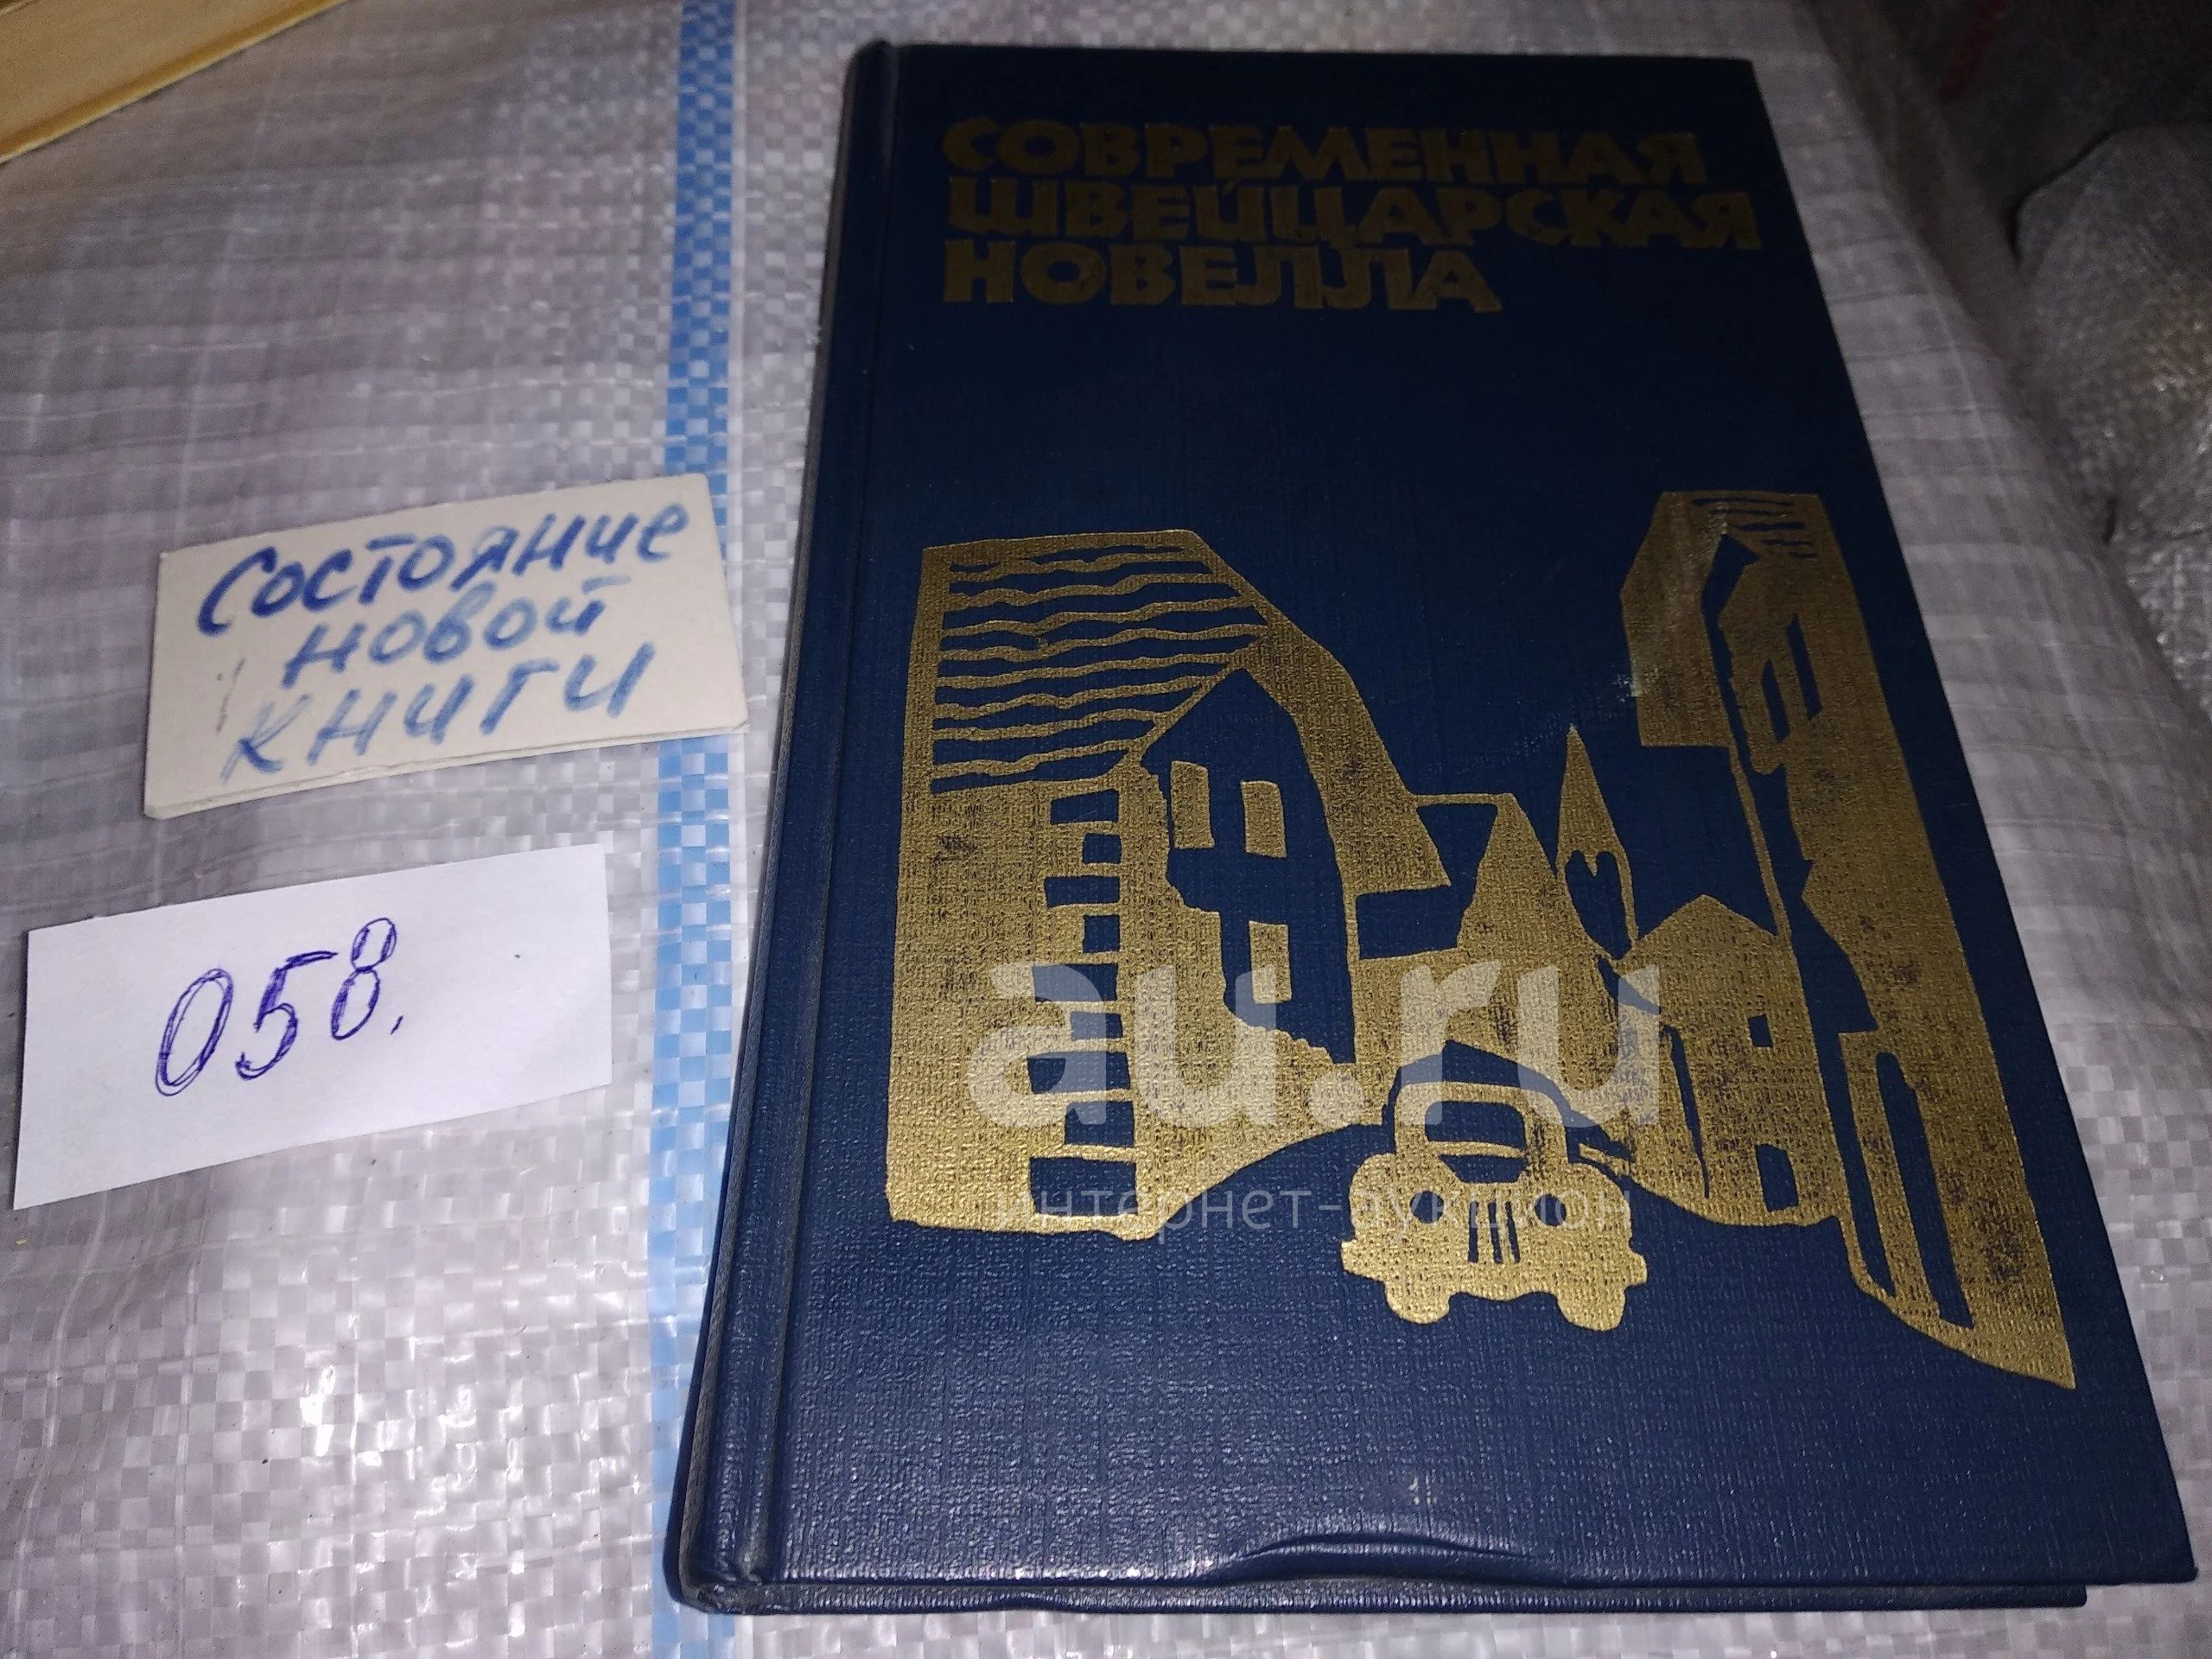 СОВРЕМЕННАЯ
ШВЕЙЦАРСКАЯ
НОВЕЛЛА
Состояние
новой
книги
058.
au.ru
интернет-аукцион